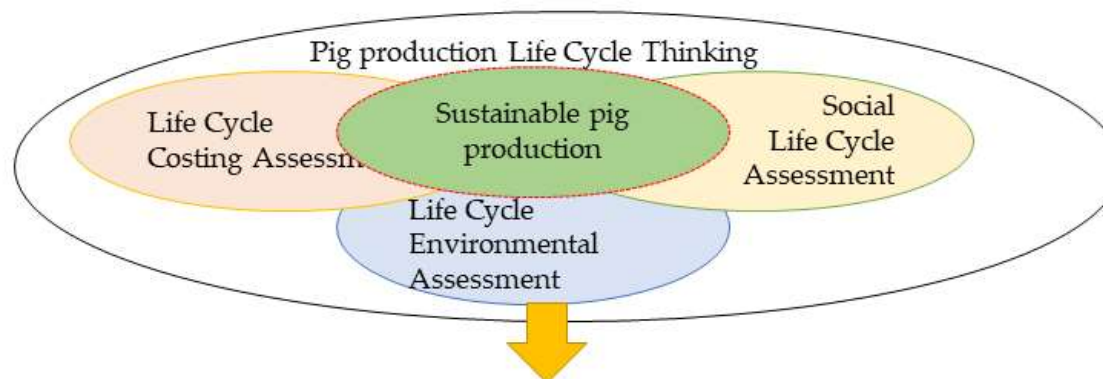 Pig production Life Cycle Thinking
Life Cycle
Costing Assessm
Sustainable pig
production
Social
Life Cycle
Assessment
Life Cycle
Environmental
Assessment